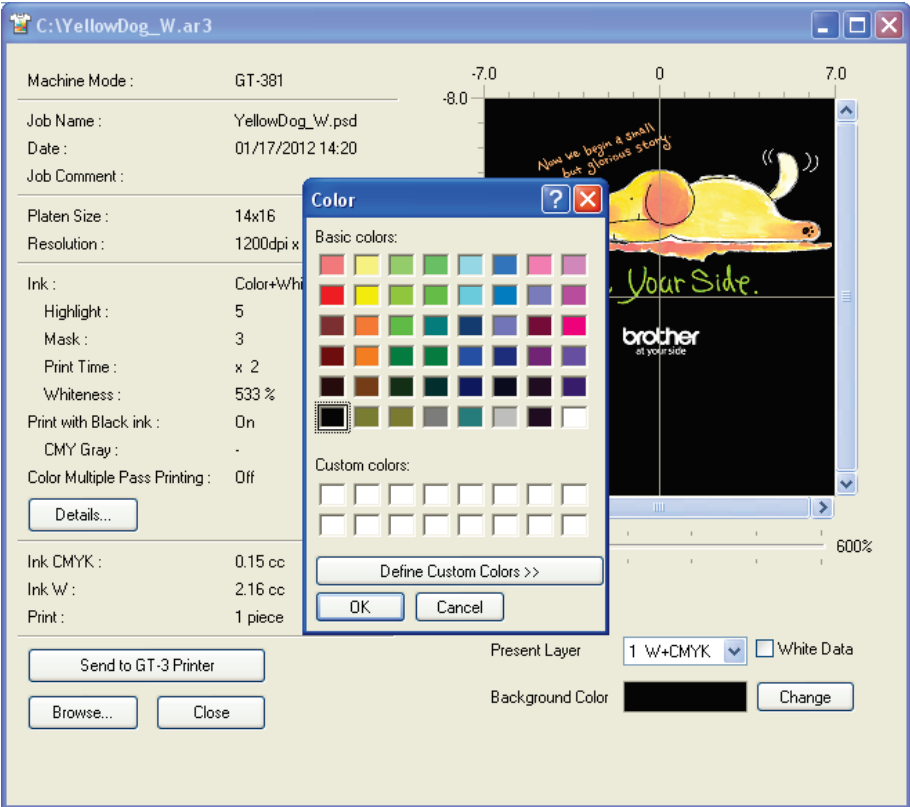 C:\YellowDog_W.ar3
Machine Mode : GT-381
-7.0 0 7.0
-8.0
Job Name : YellowDog_W.psd
Date : 01/17/2012 14:20
Job Comment :
Now we begin a small
but glorious story.
Platen Size : 14x16
Resolution : 1200dpi x
Ink : Color+Whi
Highlight : 5
Mask : 3
Print Time : x 2
Whiteness : 533 %
Print with Black ink : On
CMY Gray : -
Color Multiple Pass Printing : Off
Details...
Ink CMYK : 0.15 cc
Ink W : 2.16 cc
Print : 1 piece
Send to GT-3 Printer
Browse... Close
Color
?
Basic colors:
Custom colors:
Define Custom Colors >>
OK Cancel
Your Side.
brother
at your side
600%
Present Layer 1 W+CMYK White Data
Background Color Change